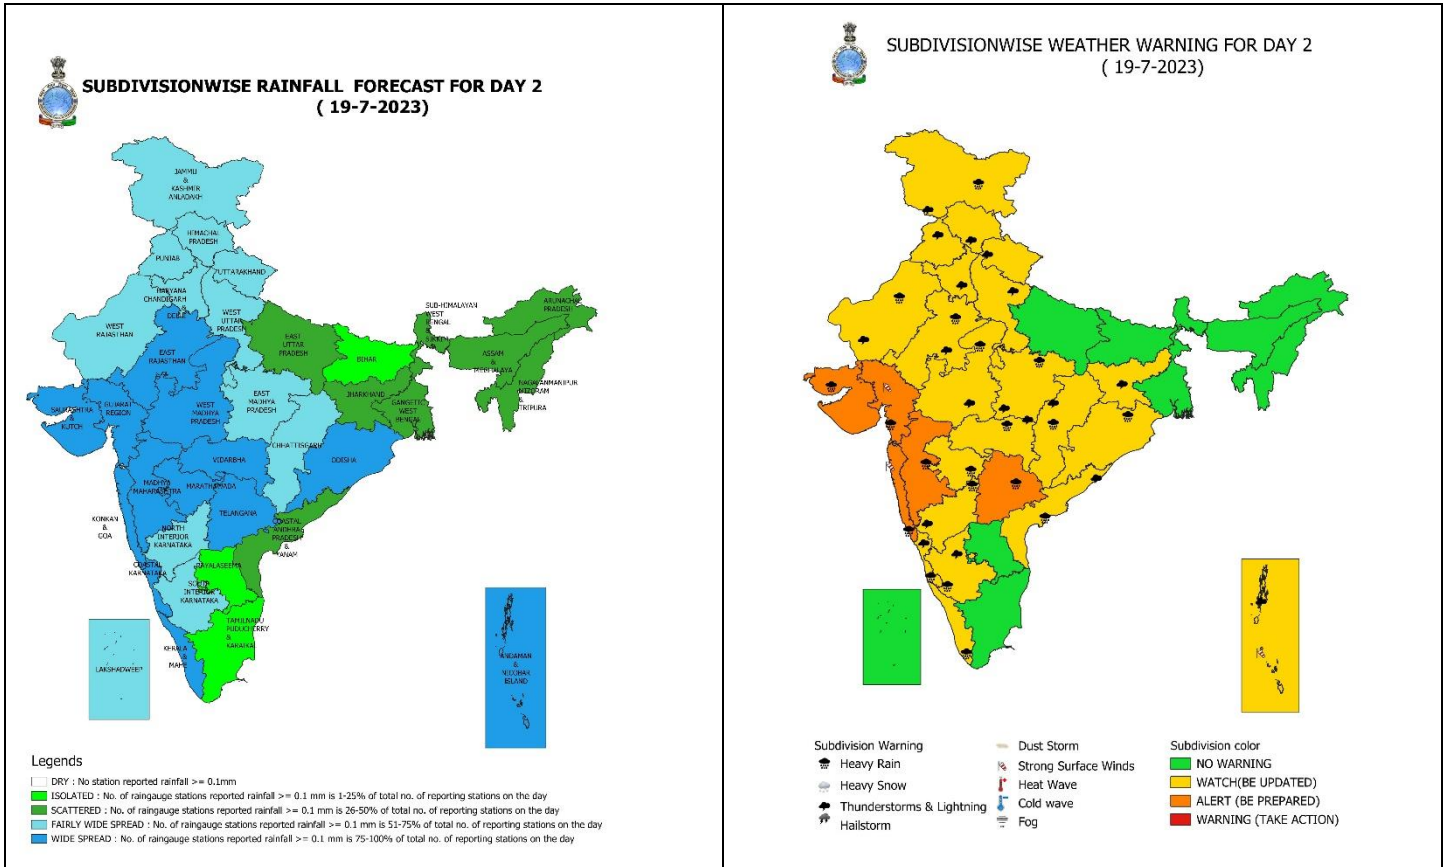 SUBDIVISIONWISE RAINFALL FORECAST FOR DAY 2
( 19-7-2023)
JAMMU
&
KASHMIR
ANLADAKH
HIMACHAL
PRADESH
PUNJAB
UTTARAKHAND
HARYANA
CHANDIGARH
DELHI
WEST
RAJASTHAN
WEST
UTTAR
PRADESH
EAST
UTTAR
PRADESH
BIHAR
SUB-HIMALAYAN
WEST
BENGAL
&
SIKKIM
ARUNACHAL
PRADESH
ASSAM
&
MEGHALAYA
NAGALANMANIPUR
MIZORAM
&
TRIPURA
EAST
RAJASTHAN
SAURASHTRA
&
KUTCH
GUJARAT
REGION
WEST
MADHYA
PRADESH
EAST
MADHYA
PRADESH
JHARKHAND
GANGETIC
WEST
BENGAL
CHHATTISGARH
ODISHA
VIDARBHA
MADHYA
MAHARASHTRA
MARATHAWADA
TELANGANA
KONKAN
&
GOA
NORTH
INTERIOR
KARNATAKA
COASTAL
ANDHRA
PRADESH
&
YANAM
COASTAL
KARNATAKA
RAYALASEEMA
SOUTH
INTERIOR
KARNATAKA
TAMILNADU
PUDUCHERRY
&
KARAIKAL
KERALA
&
MAHE
LAKSHADWEEP
ANDAMAN
&
NICOBAR
ISLAND
Legends
DRY : No station reported rainfall >= 0.1mm
ISOLATED : No. of raingauge stations reported rainfall >= 0.1 mm is 1-25% of total no. of reporting stations on the day
SCATTERED : No. of raingauge stations reported rainfall >= 0.1 mm is 26-50% of total no. of reporting stations on the day
FAIRLY WIDE SPREAD : No. of raingauge stations reported rainfall >= 0.1 mm is 51-75% of total no. of reporting stations on the day
WIDE SPREAD : No. of raingauge stations reported rainfall >= 0.1 mm is 75-100% of total no. of reporting stations on the day
SUBDIVISIONWISE WEATHER WARNING FOR DAY 2
( 19-7-2023)
Subdivision Warning
Heavy Rain
Heavy Snow
Thunderstorms & Lightning
Hailstorm
Dust Storm
Strong Surface Winds
Heat Wave
Cold wave
Fog
Subdivision color
NO WARNING
WATCH(BE UPDATED)
ALERT (BE PREPARED)
WARNING (TAKE ACTION)